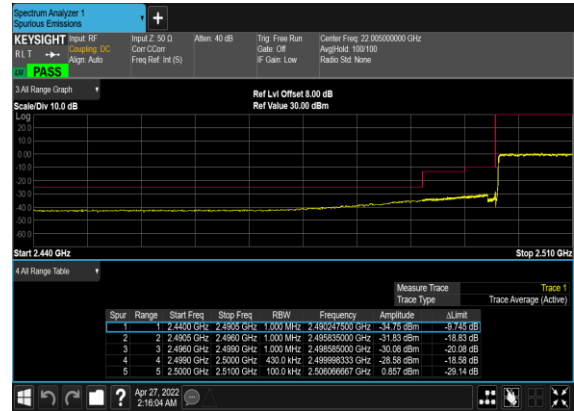 Spectrum Analyzer 1
Spurious Emissions
KEYSIGHT Input: RF Input Z: 50 Ω Atten: 40 dB Trig: Free Run Center Freq: 22.005000000 GHz
RLT Coupling: DC Corr CCorr Gate: Off Avg|Hold: 100/100
Align: Auto Freq Ref: Int (S) IF Gain: Low Radio Std: None
PASS
3 All Range Graph
Ref Lvl Offset 8.00 dB
Scale/Div 10.0 dB Ref Value 30.00 dBm
Log
20.0
10.0
0.00
-10.0
-20.0
-30.0
-40.0
-50.0
-60.0
Start 2.440 GHz Stop 2.510 GHz
4 All Range Table
Measure Trace Trace 1
Trace Type Trace Average (Active)
Spur Range Start Freq Stop Freq RBW Frequency Amplitude ΔLimit
1 1 2.4400 GHz 2.4905 GHz 1.000 MHz 2.490247500 GHz -34.75 dBm -9.745 dB
2 2 2.4905 GHz 2.4960 GHz 1.000 MHz 2.495835000 GHz -31.83 dBm -18.83 dB
3 3 2.4960 GHz 2.4990 GHz 1.000 MHz 2.498585000 GHz -30.08 dBm -20.08 dB
4 4 2.4990 GHz 2.5000 GHz 430.0 kHz 2.499998333 GHz -28.58 dBm -18.58 dB
5 5 2.5000 GHz 2.5100 GHz 100.0 kHz 2.506066667 GHz 0.857 dBm -29.14 dB
Apr 27, 2022
2:16:04 AM